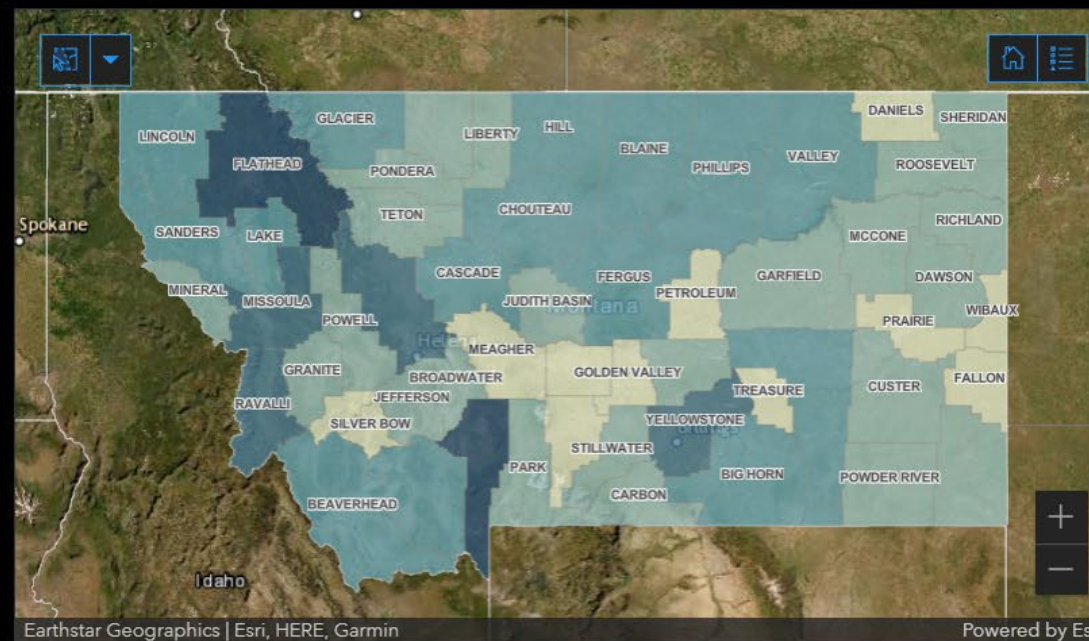 DANIELS
SHERIDAN
GLACIER
HILL
LIBERTY
LINCOLN
BLAINE
VALLEY
FLATHEAD
PHILLIPS
ROOSEVELT
PONDERA
TETON
CHOUTEAU
RICHLAND
Spokane
SANDERS
LAKE
MCCONE
CASCADE
FERGUS
GARFIELD
DAWSON
MINERAL
MISSOULA
JUDITH BASIN
PETROLEUM
Montana
WIBAUX
POWELL
PRAIRIE
Helena
MEAGHER
GRANITE
GOLDEN VALLEY
BROADWATER
FALLON
CUSTER
TREASURE
JEFFERSON
RAVALLI
SILVER BOW
YELLOWSTONE
Billings
STILLWATER
PARK
BIG HORN
POWDER RIVER
CARBON
BEAVERHEAD
Idaho
Earthstar Geographics | Esri, HERE, Garmin
Powered by Es